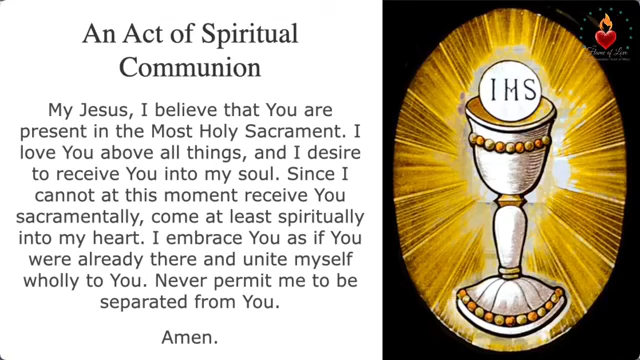 An Act of Spiritual
Communion
My Jesus, I believe that You are
present in the Most Holy Sacrament. I
love You above all things, and I desire
to receive You into my soul. Since I
cannot at this moment receive You
sacramentally, come at least spiritually
into my heart. I embrace You as if You
were already there and unite myself
wholly to You. Never permit me to be
separated from You.
Amen.
IHS
Flame of Love